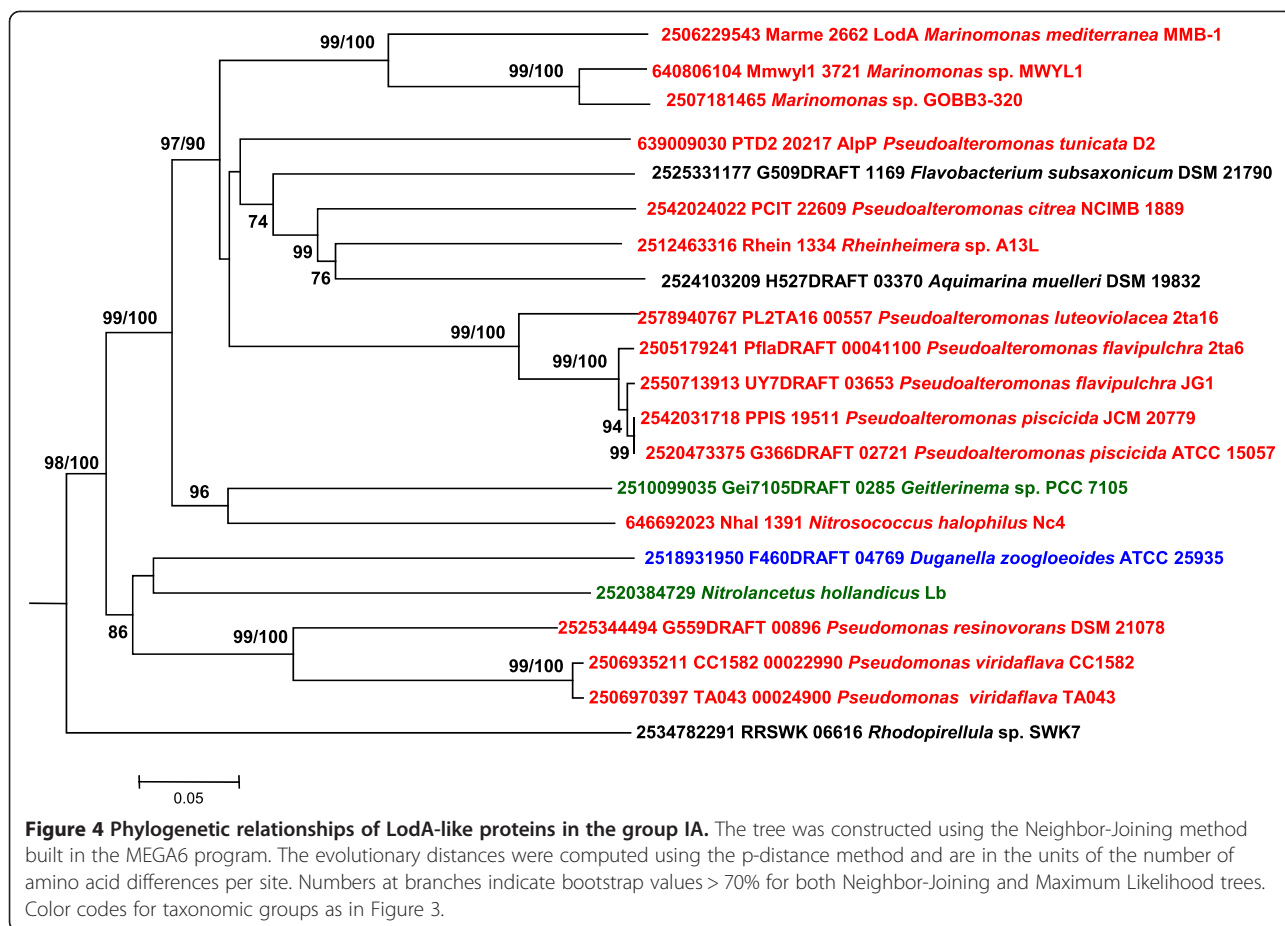 99/100
2506229543 Marme 2662 LodA Marinomonas mediterranea MMB-1
99/100
640806104 Mmwyl1 3721 Marinomonas sp. MWYL1
2507181465 Marinomonas sp. GOBB3-320
97/90
639009030 PTD2 20217 AlpP Pseudoalteromonas tunicata D2
2525331177 G509DRAFT 1169 Flavobacterium subsaxonicum DSM 21790
74
2542024022 PCIT 22609 Pseudoalteromonas citrea NCIMB 1889
99
2512463316 Rhein 1334 Rheinheimera sp. A13L
76
2524103209 H527DRAFT 03370 Aquimarina muelleri DSM 19832
99/100
99/100
2578940767 PL2TA16 00557 Pseudoalteromonas luteoviolacea 2ta16
99/100
2505179241 PflaDRAFT 00041100 Pseudoalteromonas flavipulchra 2ta6
2550713913 UY7DRAFT 03653 Pseudoalteromonas flavipulchra JG1
94
2542031718 PPIS 19511 Pseudoalteromonas piscicida JCM 20779
99
2520473375 G366DRAFT 02721 Pseudoalteromonas piscicida ATCC 15057
98/100
96
2510099035 Gei7105DRAFT 0285 Geitlerinema sp. PCC 7105
646692023 Nhal 1391 Nitrosococcus halophilus Nc4
2518931950 F460DRAFT 04769 Duganella zoogloeoides ATCC 25935
2520384729 Nitrolancetus hollandicus Lb
86
99/100
2525344494 G559DRAFT 00896 Pseudomonas resinovorans DSM 21078
99/100
2506935211 CC1582 00022990 Pseudomonas viridaflava CC1582
2506970397 TA043 00024900 Pseudomonas viridaflava TA043
2534782291 RRSWK 06616 Rhodopirellula sp. SWK7
0.05
Figure 4 Phylogenetic relationships of LodA-like proteins in the group IA. The tree was constructed using the Neighbor-Joining method
built in the MEGA6 program. The evolutionary distances were computed using the p-distance method and are in the units of the number of
amino acid differences per site. Numbers at branches indicate bootstrap values > 70% for both Neighbor-Joining and Maximum Likelihood trees.
Color codes for taxonomic groups as in Figure 3.